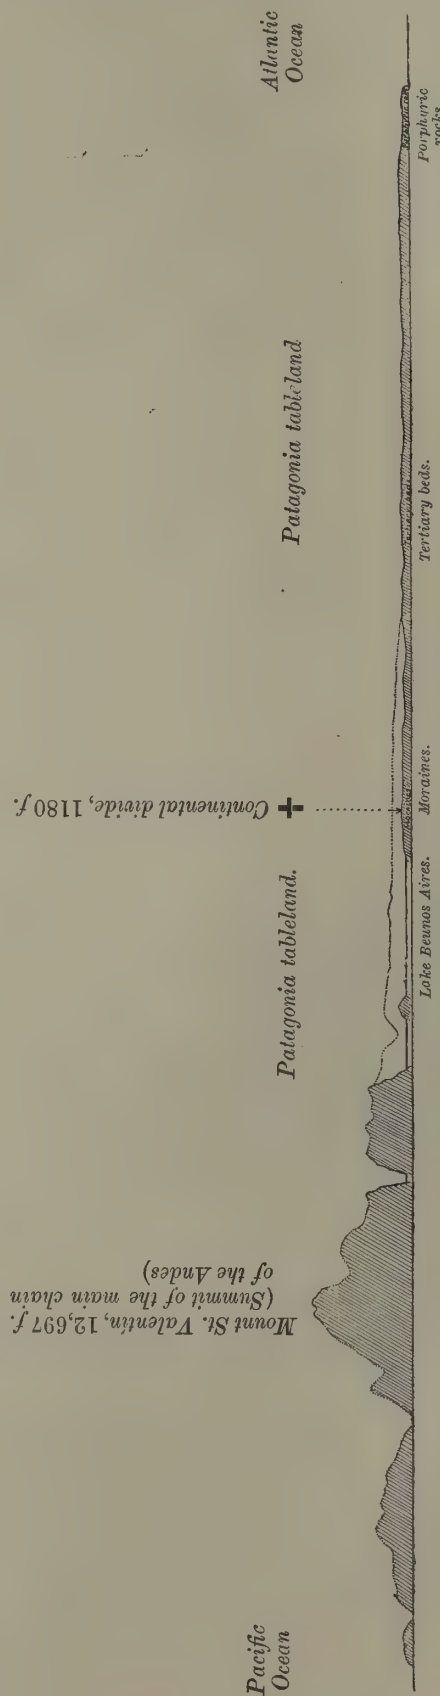 Pacific
Ocean
Mount St. Valentin, 12,697 f.
(Summit of the main chain
of the Andes)
Patagonia tableland.
Continental divide, 1180 f.
Patagonia tableland
Atlantic
Ocean
Lake Beunos Aires.
Moraines.
Tertiary beds.
Porphyric
rocks